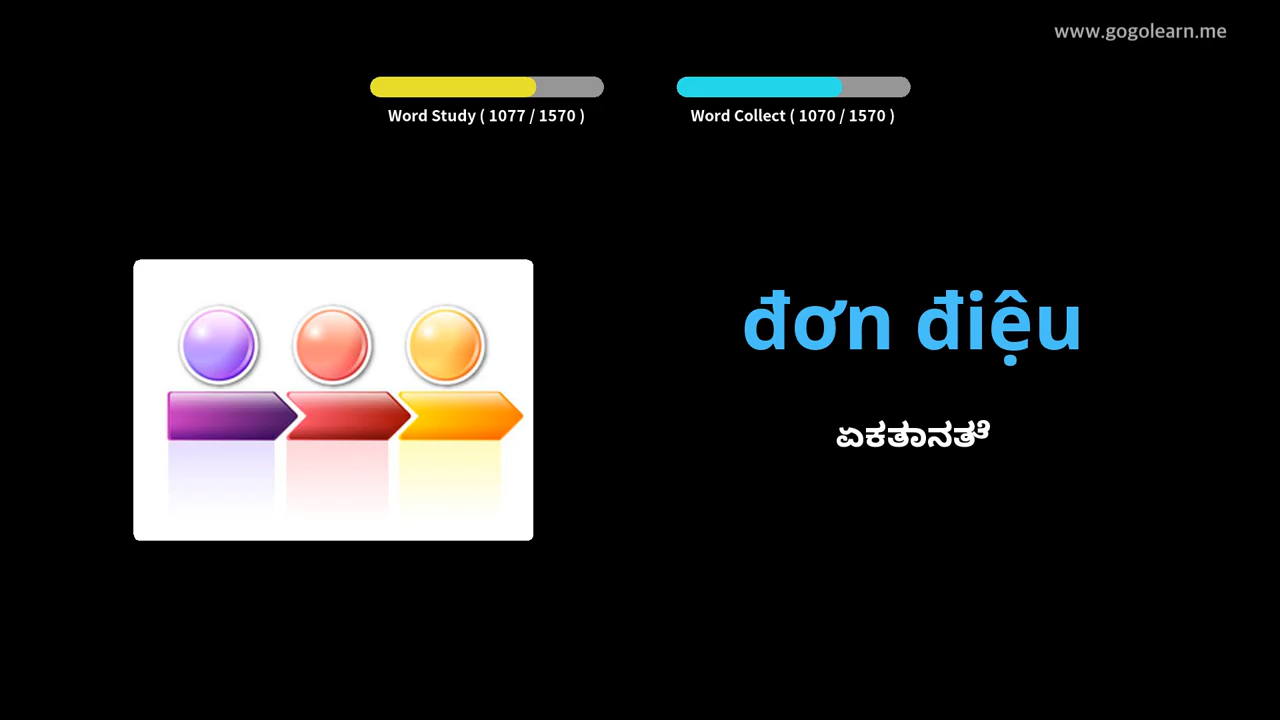 www.gogolearn.me
Word Study ( 1077 / 1570 )
Word Collect ( 1070 / 1570 )
đơn điệu
ಏಕತಾನತೆ